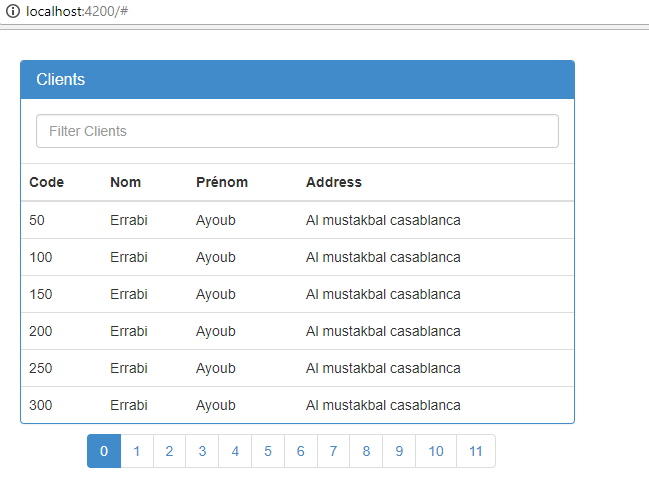 localhost:4200/#
Clients
Filter Clients
Code Nom Prénom Address
50 Errabi Ayoub Al mustakbal casablanca
100 Errabi Ayoub Al mustakbal casablanca
150 Errabi Ayoub Al mustakbal casablanca
200 Errabi Ayoub Al mustakbal casablanca
250 Errabi Ayoub Al mustakbal casablanca
300 Errabi Ayoub Al mustakbal casablanca
0 1 2 3 4 5 6 7 8 9 10 11